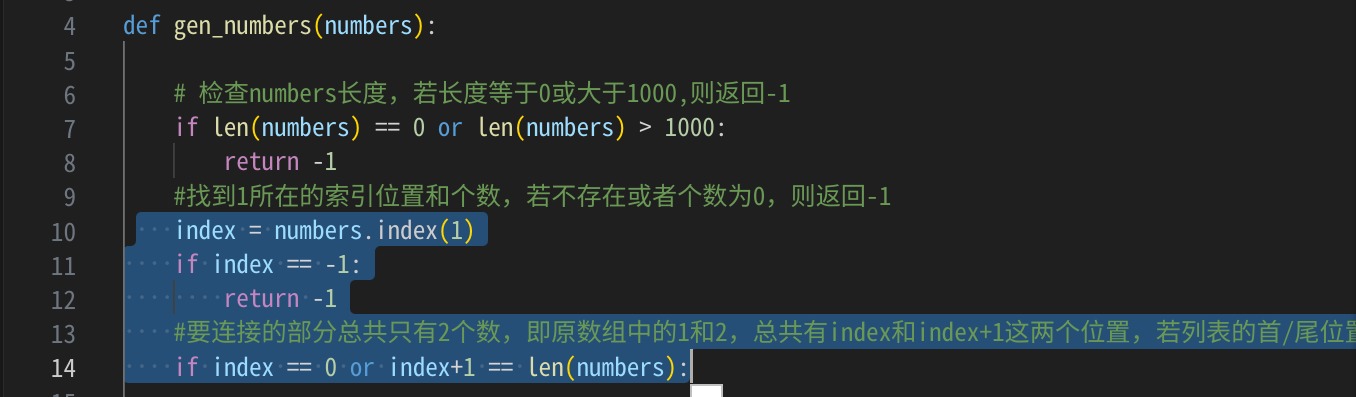 4 def gen_numbers(numbers):
5
6 # 检查numbers长度，若长度等于0或大于1000,则返回-1
7 if len(numbers) == 0 or len(numbers) > 1000:
8 return -1
9 #找到1所在的索引位置和个数，若不存在或者个数为0，则返回-1
10 index = numbers.index(1)
11 if index == -1:
12 return -1
13 #要连接的部分总共只有2个数，即原数组中的1和2，总共有index和index+1这两个位置，若列表的首/尾位置
14 if index == 0 or index+1 == len(numbers):